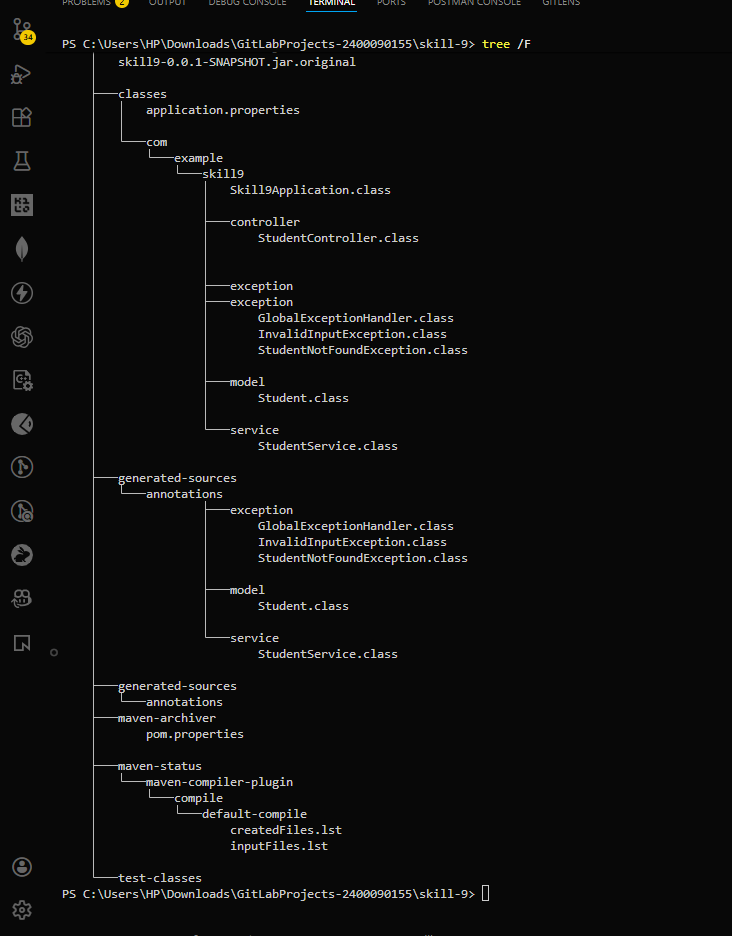 PROBLEMS 2 OUTPUT DEBUG CONSOLE TERMINAL PORTS POSTMAN CONSOLE GITLENS
34
PS C:\Users\HP\Downloads\GitLabProjects-2400090155\skill-9> tree /F
skill9-0.0.1-SNAPSHOT.jar.original
classes
application.properties
com
example
skill9
Skill9Application.class
controller
StudentController.class
exception
exception
GlobalExceptionHandler.class
InvalidInputException.class
StudentNotFoundException.class
model
Student.class
service
StudentService.class
generated-sources
annotations
exception
GlobalExceptionHandler.class
InvalidInputException.class
StudentNotFoundException.class
model
Student.class
service
StudentService.class
generated-sources
annotations
maven-archiver
pom.properties
maven-status
maven-compiler-plugin
compile
default-compile
createdFiles.lst
inputFiles.lst
test-classes
PS C:\Users\HP\Downloads\GitLabProjects-2400090155\skill-9>